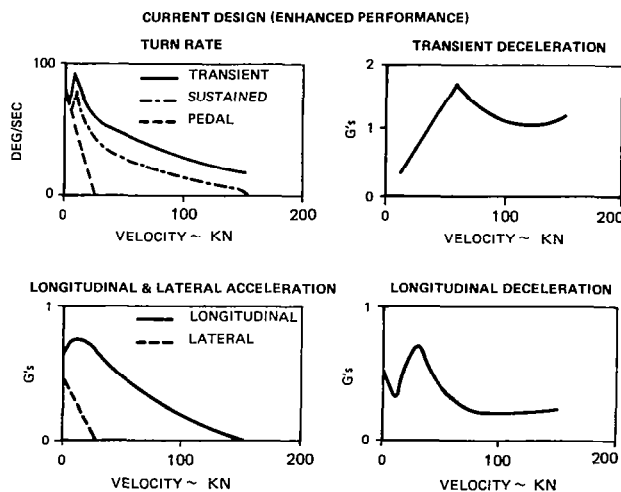 CURRENT DESIGN (ENHANCED PERFORMANCE)
TURN RATE
100
DEG/SEC
0
TRANSIENT
SUSTAINED
PEDAL
0
100
200
VELOCITY ~ KN
TRANSIENT DECELERATION
2
G's
1
0
0
100
200
VELOCITY ~ KN
LONGITUDINAL & LATERAL ACCELERATION
1
G's
0
LONGITUDINAL
LATERAL
0
100
200
VELOCITY ~ KN
LONGITUDINAL DECELERATION
1
G's
0
0
100
200
VELOCITY ~ KN